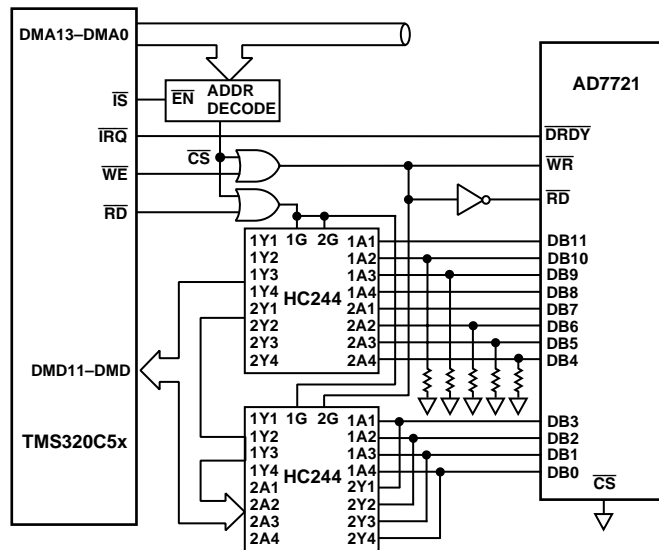 DMA13–DMA0
AD7721
IS
EN ADDR
DECODE
IRQ
DRDY
CS
WE
WR
RD
RD
1G 2G
1Y1
1Y2
1Y3
1Y4
2Y1
2Y2
2Y3
2Y4
HC244
1A1
1A2
1A3
1A4
2A1
2A2
2A3
2A4
DB11
DB10
DB9
DB8
DB7
DB6
DB5
DB4
DMD11–DMD
TMS320C5x
1G 2G
1Y1
1Y2
1Y3
1Y4
2A1
2A2
2A3
2A4
HC244
1A1
1A2
1A3
1A4
2Y1
2Y2
2Y3
2Y4
DB3
DB2
DB1
DB0
CS